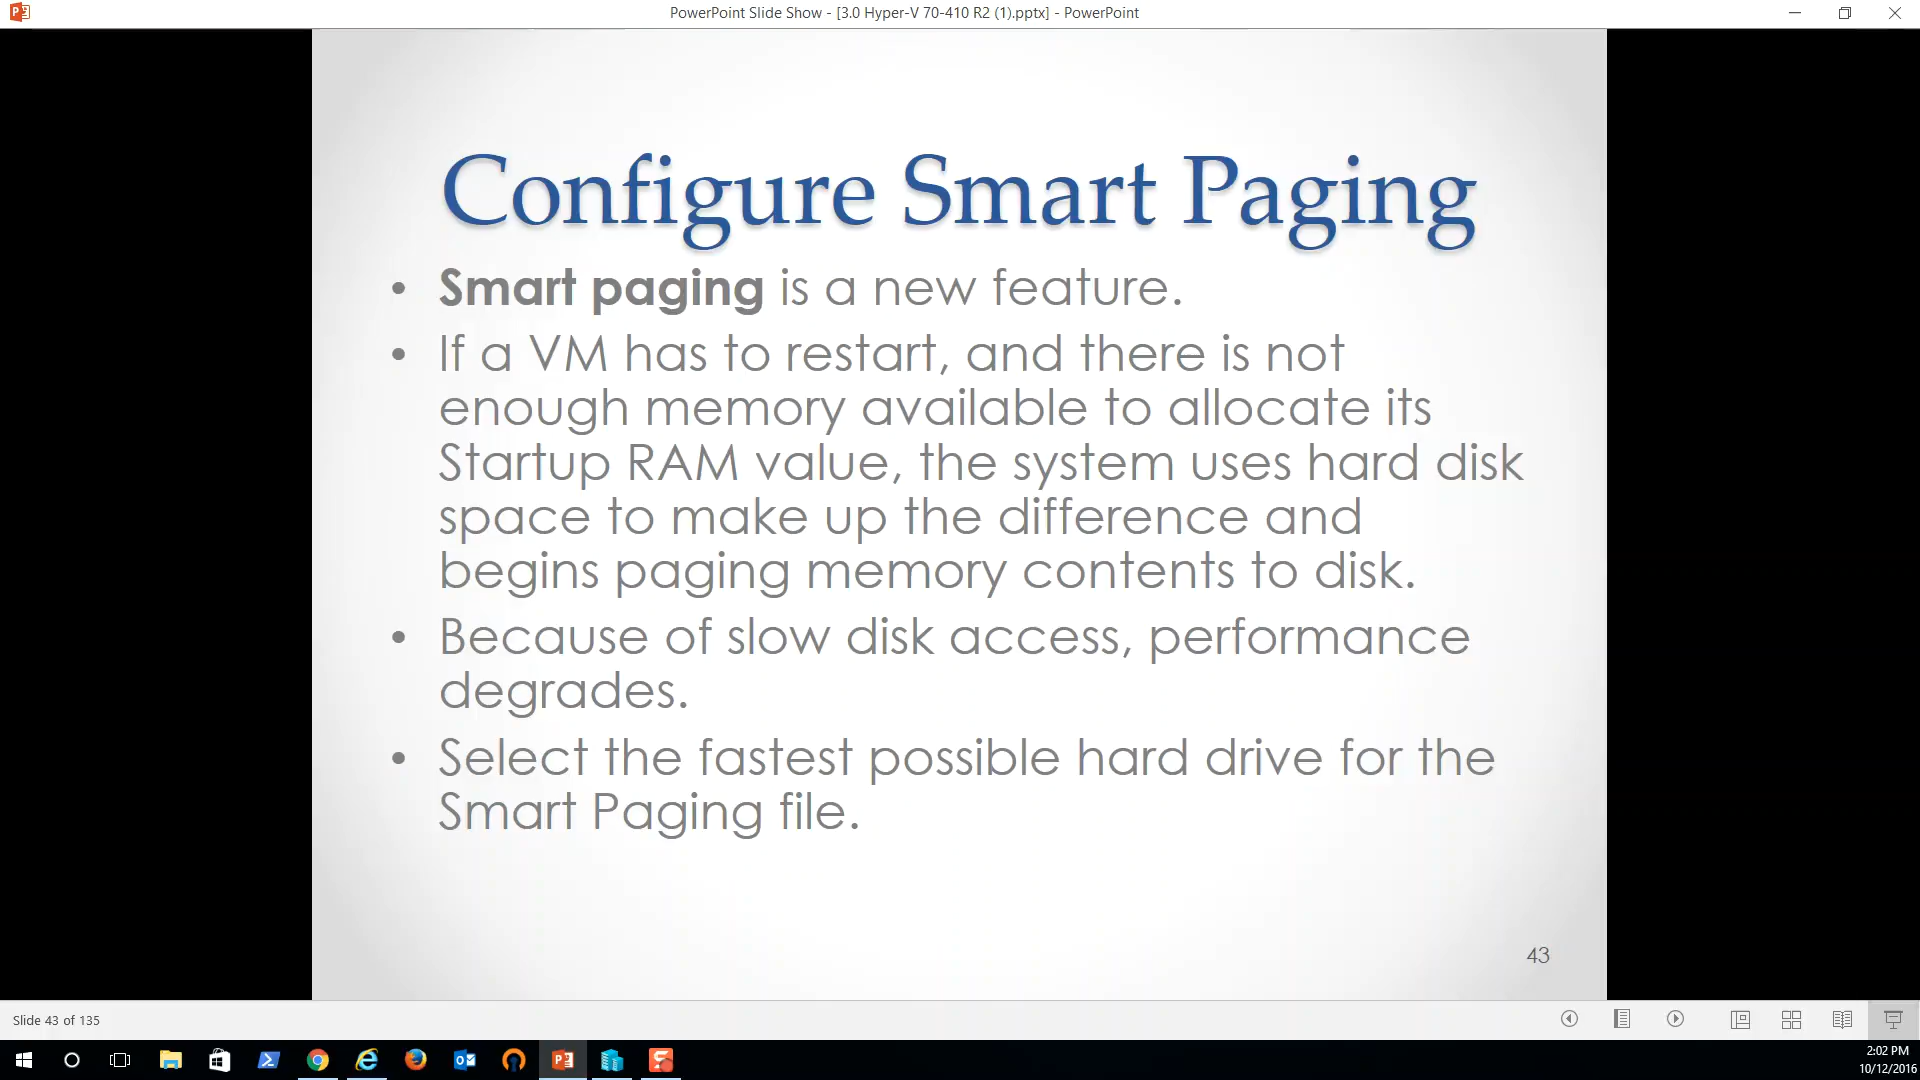 PowerPoint Slide Show - [3.0 Hyper-V 70-410 R2 (1).pptx] - PowerPoint
Configure Smart Paging
• Smart paging is a new feature.
• If a VM has to restart, and there is not
enough memory available to allocate its
Startup RAM value, the system uses hard disk
space to make up the difference and
begins paging memory contents to disk.
• Because of slow disk access, performance
degrades.
• Select the fastest possible hard drive for the
Smart Paging file.
43
Slide 43 of 135
2:02 PM
10/12/2016